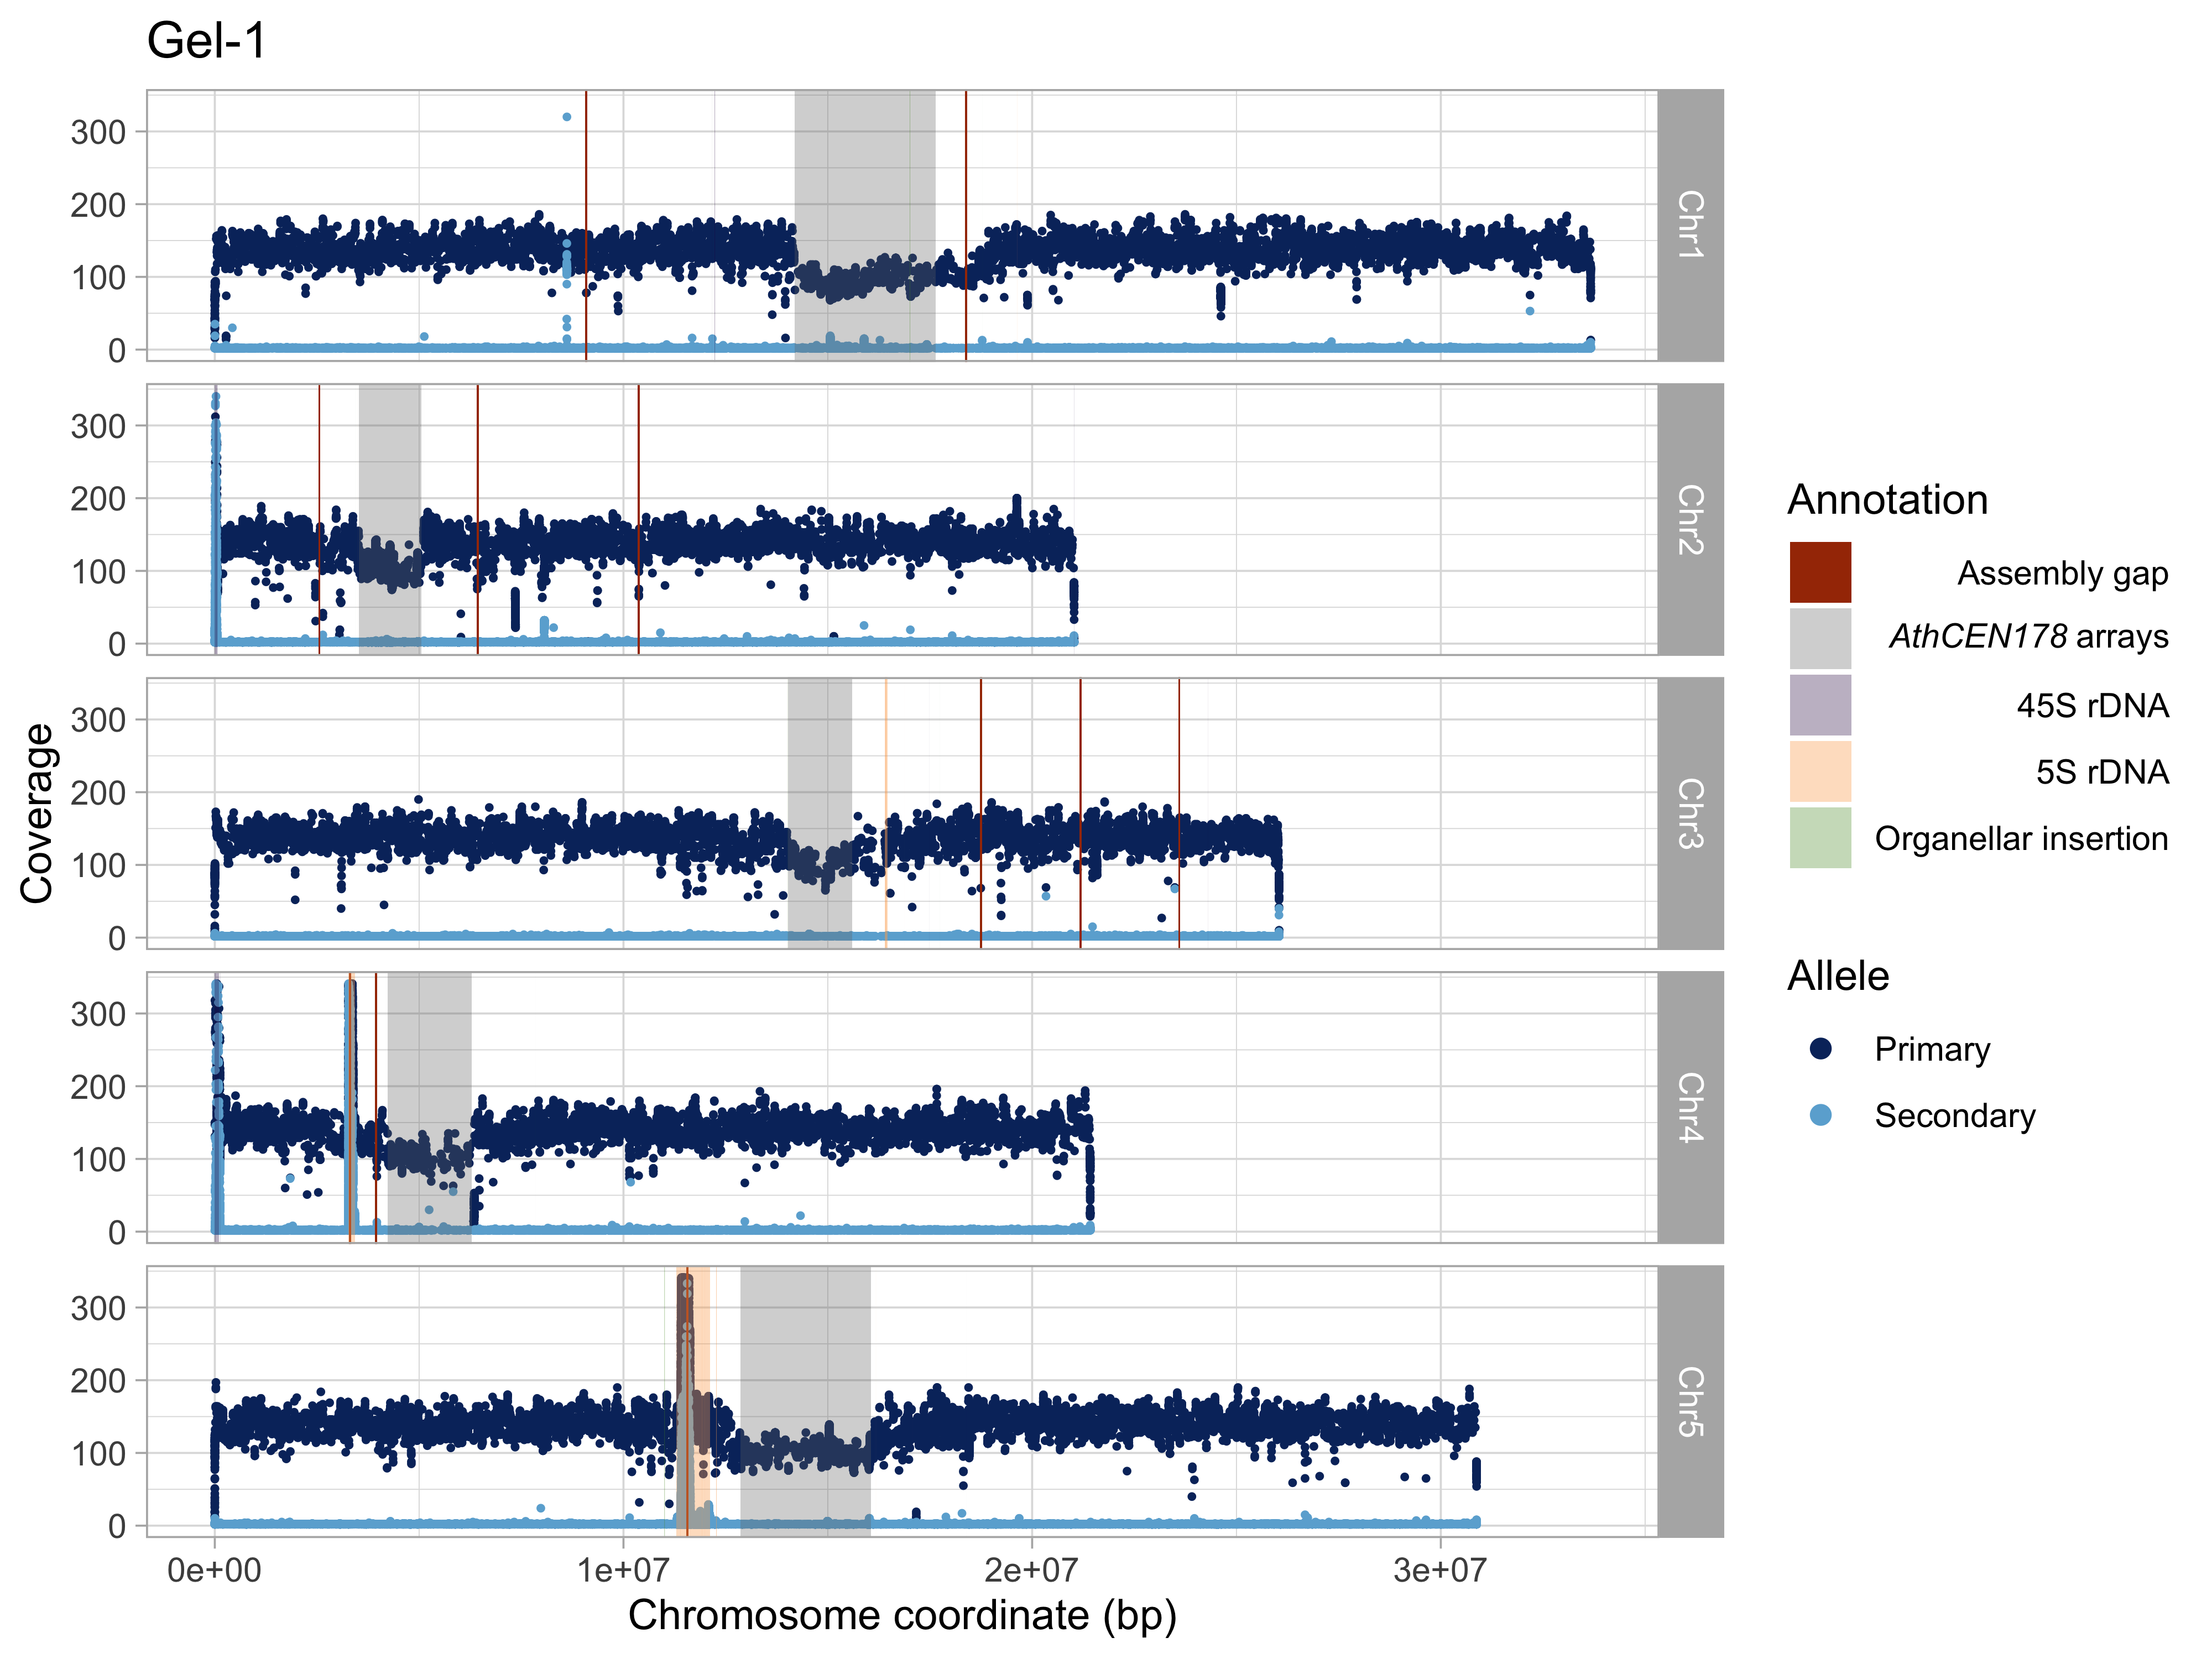 Gel-1
Coverage
300
200
100
0
Chr1
300
200
100
0
Chr2
300
200
100
0
Chr3
300
200
100
0
Chr4
300
200
100
0
Chr5
0e+00 1e+07 2e+07 3e+07
Chromosome coordinate (bp)
Annotation
Assembly gap
AthCEN178 arrays
45S rDNA
5S rDNA
Organellar insertion
Allele
Primary
Secondary